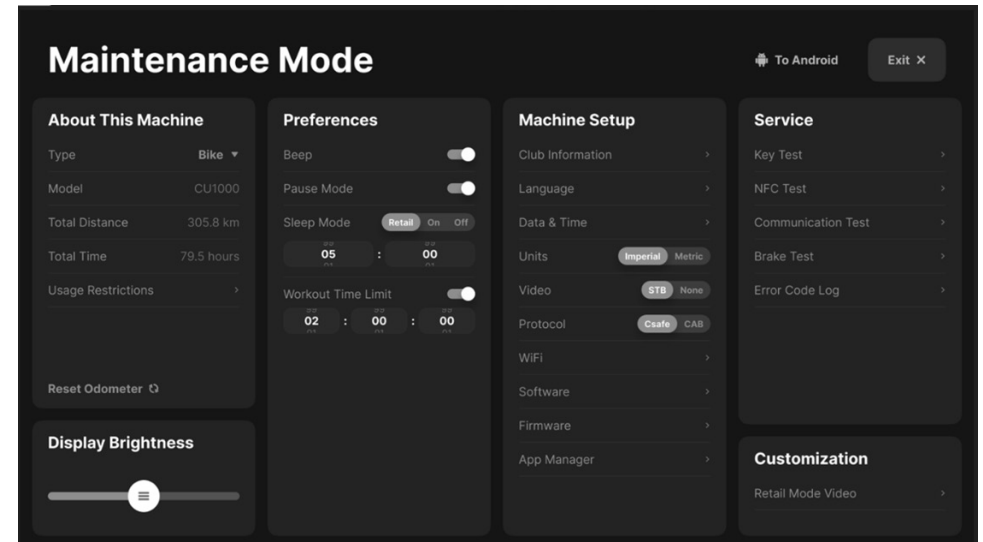 Maintenance Mode
To Android
Exit ×
About This Machine
Type Bike ▼
Model CU1000
Total Distance 305.8 km
Total Time 79.5 hours
Usage Restrictions >
Reset Odometer
Display Brightness
Preferences
Beep
Pause Mode
Sleep Mode Retail On Off
05 : 00
Workout Time Limit
02 : 00 : 00
Machine Setup
Club Information >
Language >
Data & Time >
Units Imperial Metric
Video STB None
Protocol Csafe CAB
WiFi >
Software >
Firmware >
App Manager >
Service
Key Test >
NFC Test >
Communication Test >
Brake Test >
Error Code Log >
Customization
Retail Mode Video >